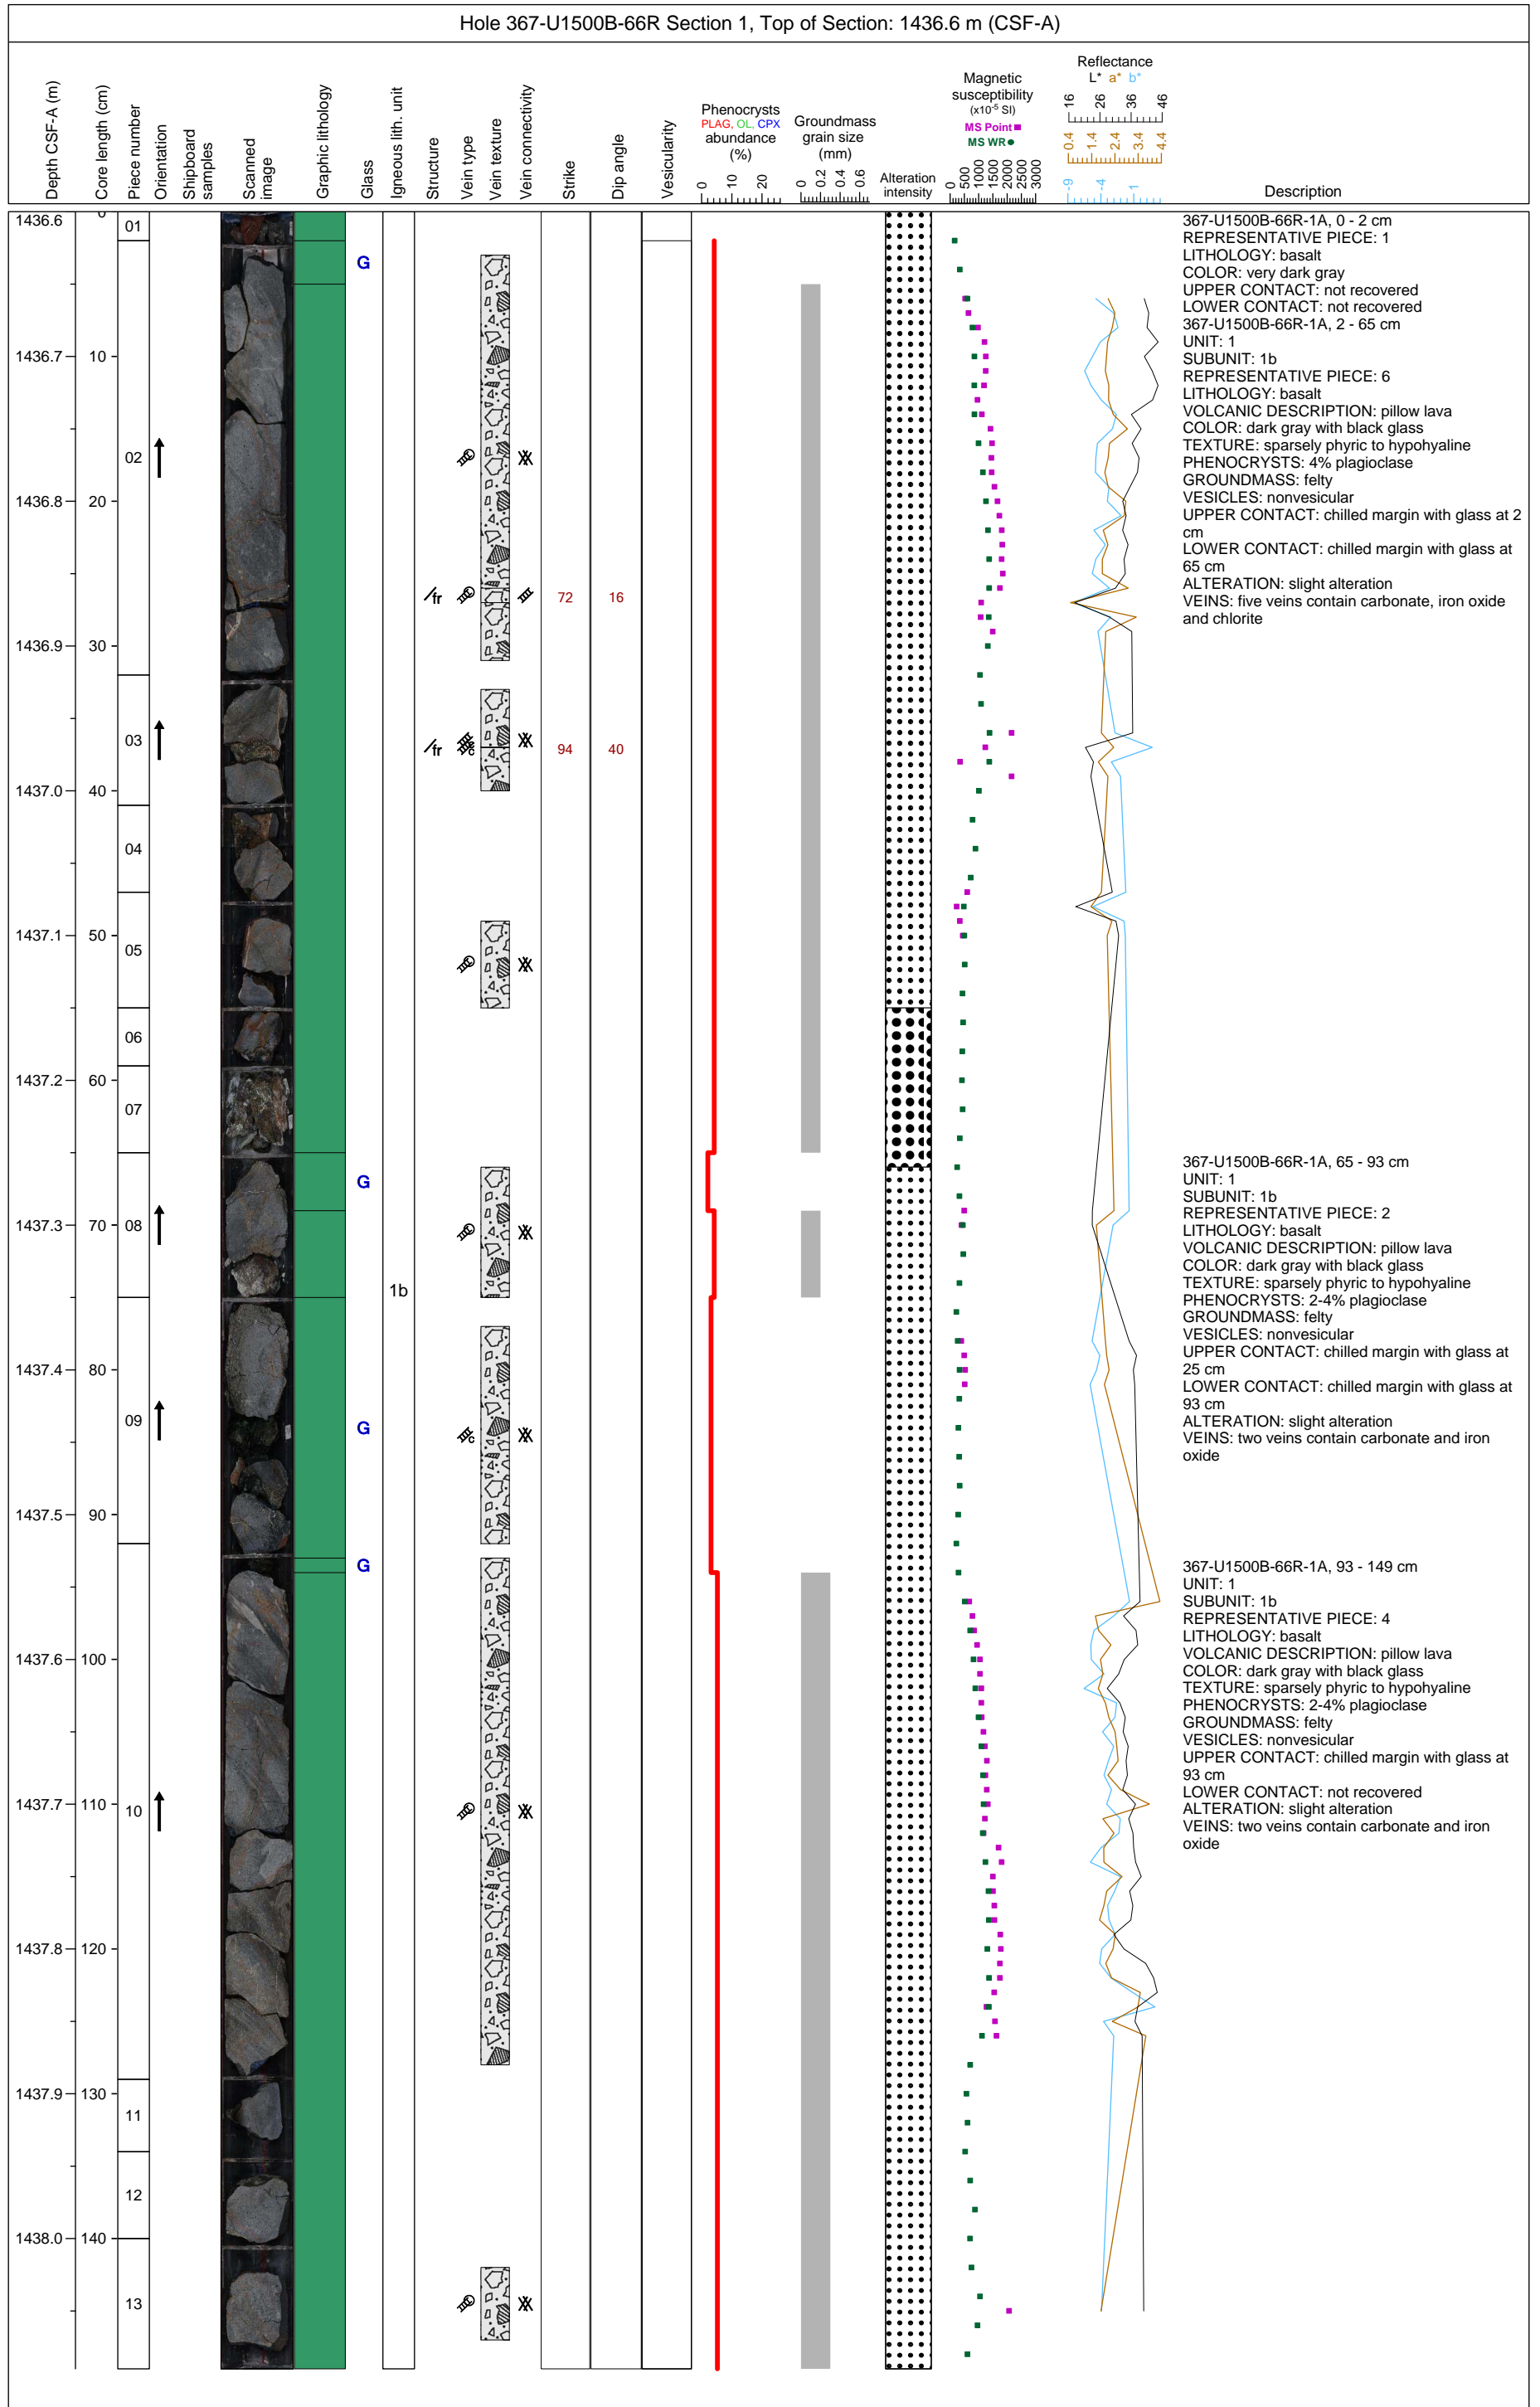 Hole 367-U1500B-66R Section 1, Top of Section: 1436.6 m (CSF-A)
Depth CSF-A (m)
Core length (cm)
Piece number
Orientation
Shipboard
samples
Scanned
image
Graphic lithology
Glass
Igneous lith. unit
Structure
Vein type
Vein texture
Vein connectivity
Strike
Dip angle
Vesicularity
Phenocrysts
PLAG, OL, CPX
abundance
(%)
0 10 20
Groundmass
grain size
(mm)
0 0.2 0.4 0.6
Alteration
intensity
Magnetic
susceptibility
(x10-5 SI)
MS Point
MS WR
0 500 1000 1500 2000 2500 3000
Reflectance
L* a* b*
16 26 36 46
0.4 1.4 2.4 3.4 4.4
-9 -4 1
Description
1436.6
1436.7
1436.8
1436.9
1437.0
1437.1
1437.2
1437.3
1437.4
1437.5
1437.6
1437.7
1437.8
1437.9
1438.0
0
10
20
30
40
50
60
70
80
90
100
110
120
130
140
01
02
03
04
05
06
07
08
09
10
11
12
13
G
G
G
G
1b
fr
fr
c
c
72 16
94 40
367-U1500B-66R-1A, 0 - 2 cm
REPRESENTATIVE PIECE: 1
LITHOLOGY: basalt
COLOR: very dark gray
UPPER CONTACT: not recovered
LOWER CONTACT: not recovered
367-U1500B-66R-1A, 2 - 65 cm
UNIT: 1
SUBUNIT: 1b
REPRESENTATIVE PIECE: 6
LITHOLOGY: basalt
VOLCANIC DESCRIPTION: pillow lava
COLOR: dark gray with black glass
TEXTURE: sparsely phyric to hypohyaline
PHENOCRYSTS: 4% plagioclase
GROUNDMASS: felty
VESICLES: nonvesicular
UPPER CONTACT: chilled margin with glass at 2
cm
LOWER CONTACT: chilled margin with glass at
65 cm
ALTERATION: slight alteration
VEINS: five veins contain carbonate, iron oxide
and chlorite
367-U1500B-66R-1A, 65 - 93 cm
UNIT: 1
SUBUNIT: 1b
REPRESENTATIVE PIECE: 2
LITHOLOGY: basalt
VOLCANIC DESCRIPTION: pillow lava
COLOR: dark gray with black glass
TEXTURE: sparsely phyric to hypohyaline
PHENOCRYSTS: 2-4% plagioclase
GROUNDMASS: felty
VESICLES: nonvesicular
UPPER CONTACT: chilled margin with glass at
25 cm
LOWER CONTACT: chilled margin with glass at
93 cm
ALTERATION: slight alteration
VEINS: two veins contain carbonate and iron
oxide
367-U1500B-66R-1A, 93 - 149 cm
UNIT: 1
SUBUNIT: 1b
REPRESENTATIVE PIECE: 4
LITHOLOGY: basalt
VOLCANIC DESCRIPTION: pillow lava
COLOR: dark gray with black glass
TEXTURE: sparsely phyric to hypohyaline
PHENOCRYSTS: 2-4% plagioclase
GROUNDMASS: felty
VESICLES: nonvesicular
UPPER CONTACT: chilled margin with glass at
93 cm
LOWER CONTACT: not recovered
ALTERATION: slight alteration
VEINS: two veins contain carbonate and iron
oxide